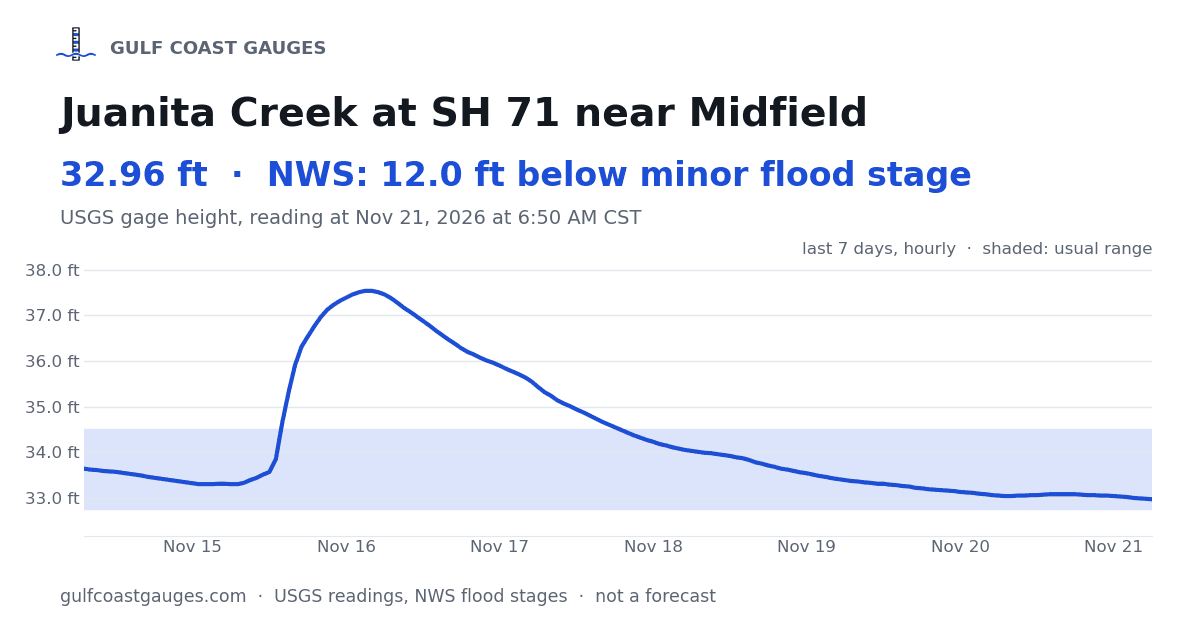 GULF COAST GAUGES
Juanita Creek at SH 71 near Midfield
32.96 ft · NWS: 12.0 ft below minor flood stage
USGS gage height, reading at Nov 21, 2026 at 6:50 AM CST
last 7 days, hourly · shaded: usual range
38.0 ft
37.0 ft
36.0 ft
35.0 ft
34.0 ft
33.0 ft
Nov 15 Nov 16 Nov 17 Nov 18 Nov 19 Nov 20 Nov 21
gulfcoastgauges.com · USGS readings, NWS flood stages · not a forecast